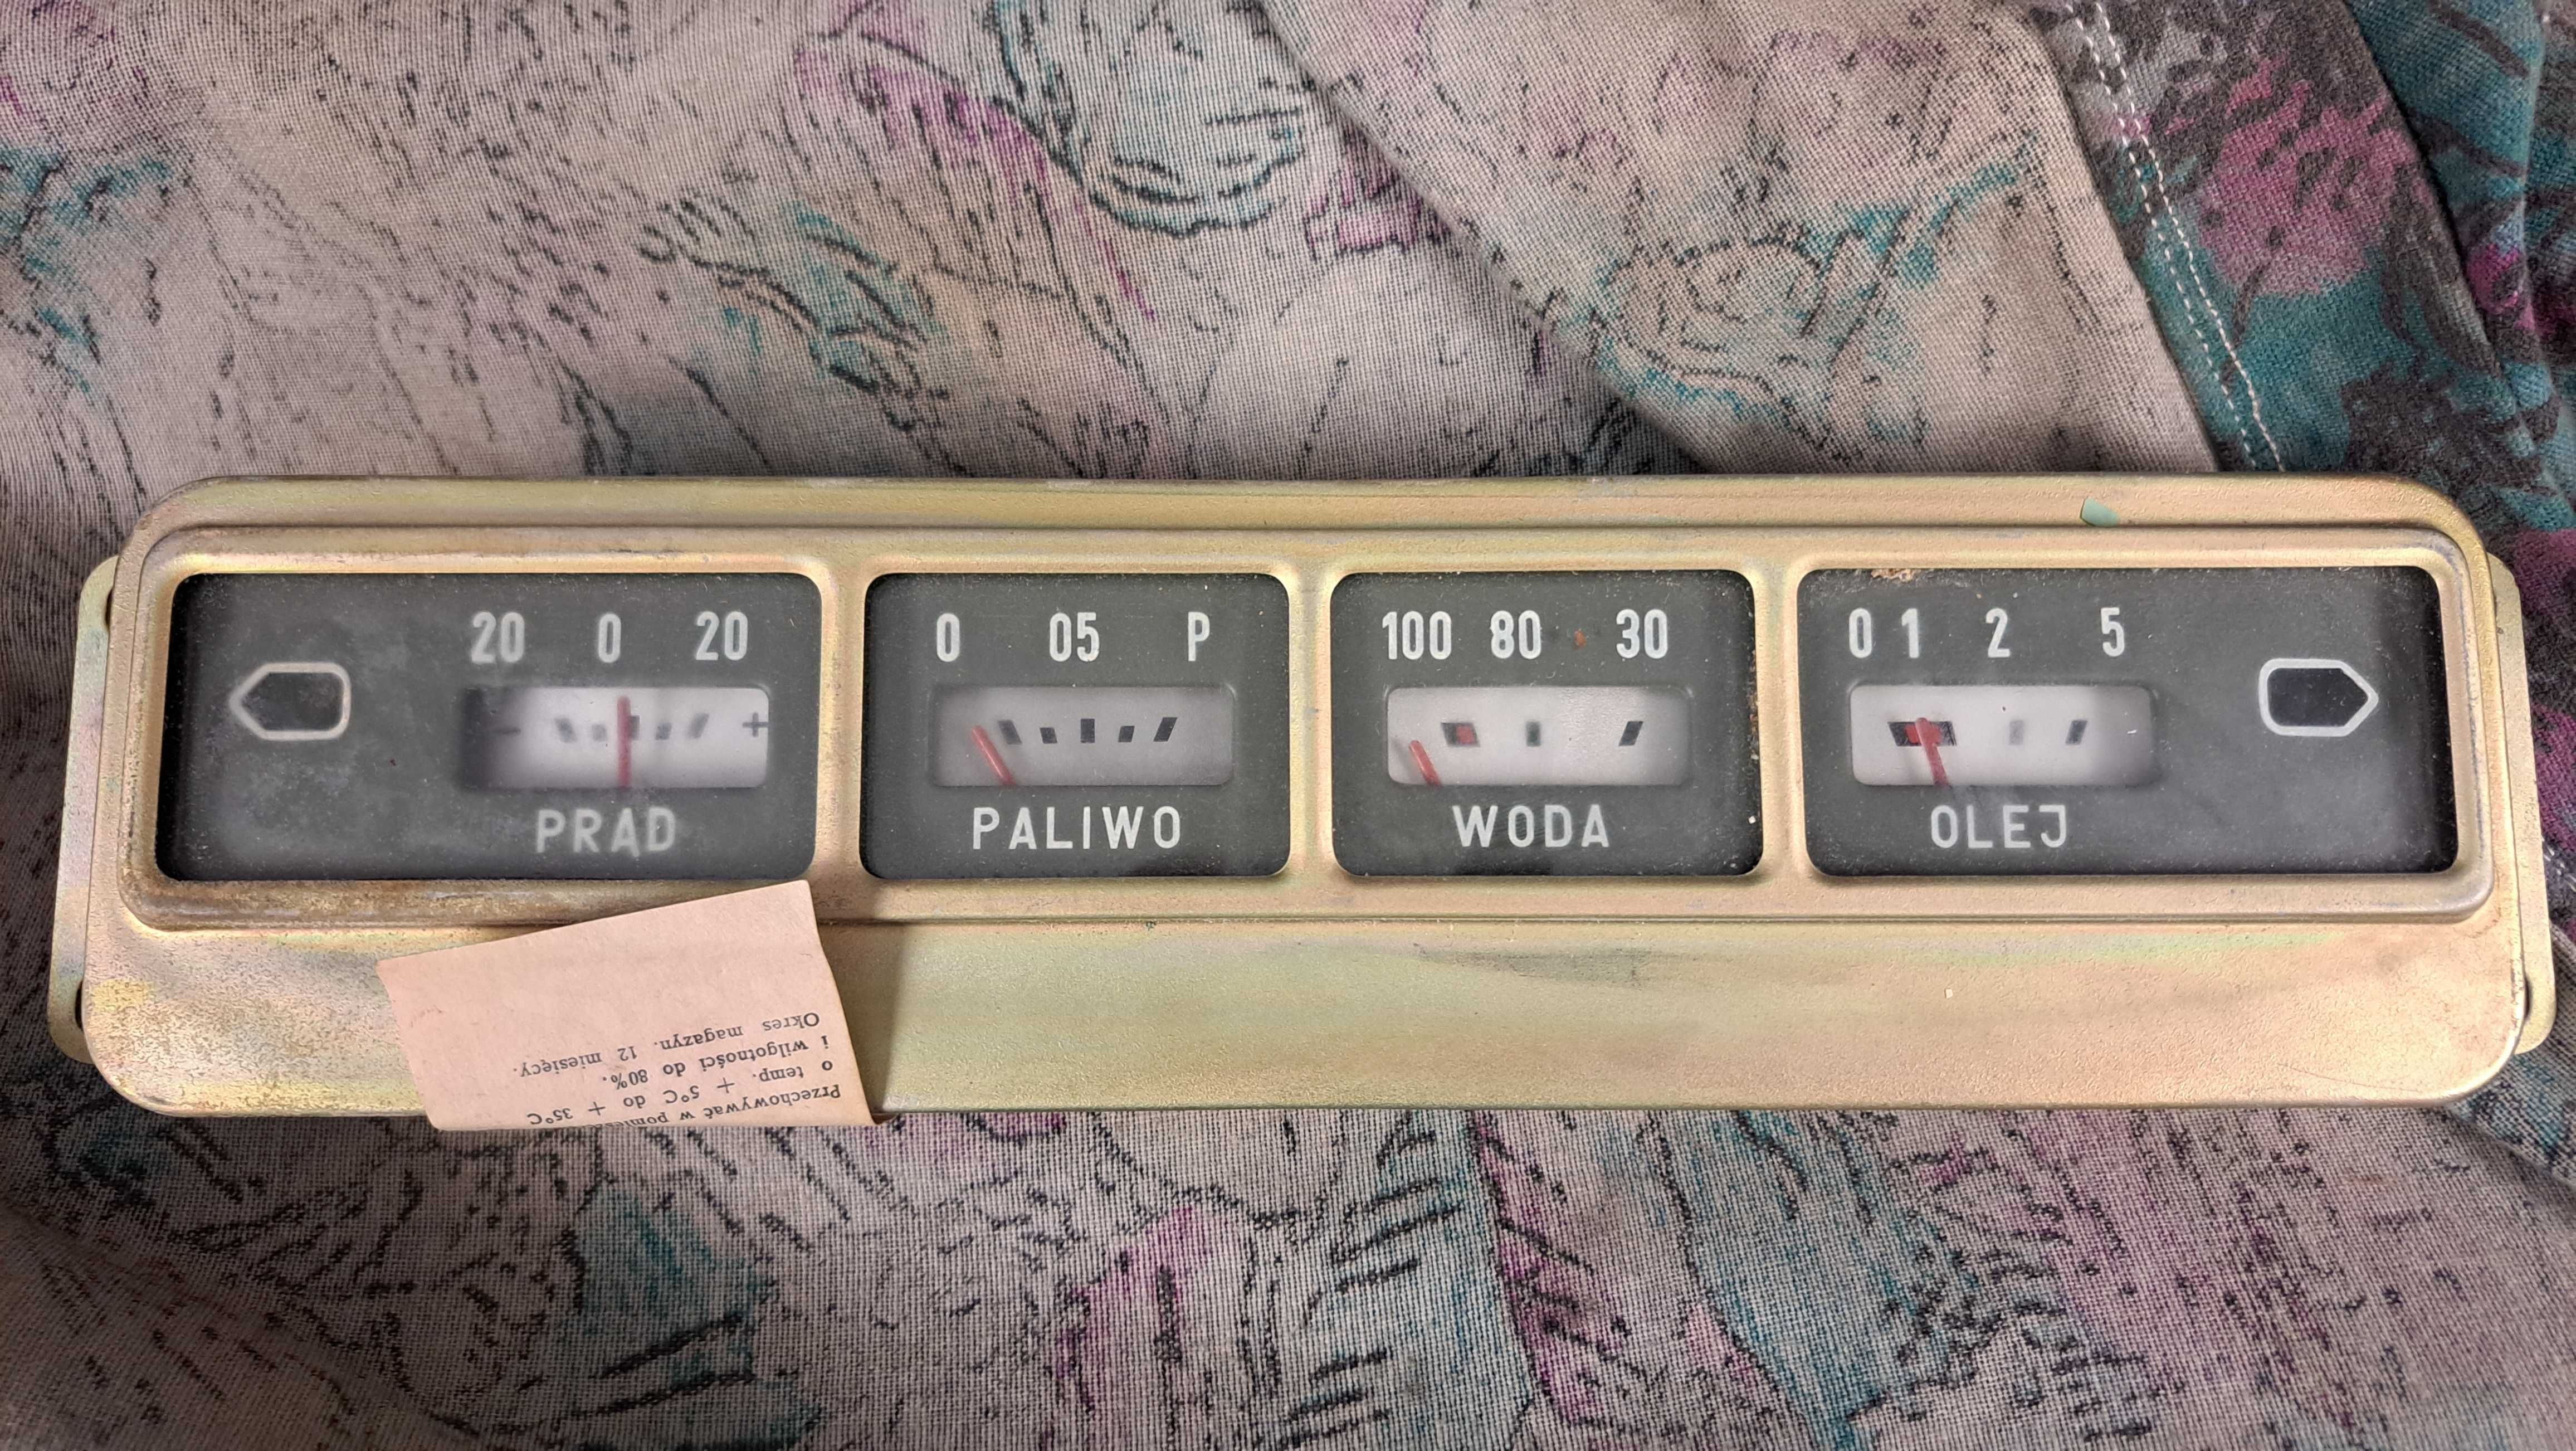 20 0 20
- +
PRĄD
0 05 P
PALIWO
100 80 30
WODA
0 1 2 5
OLEJ
Przechowywać w
o temp. + 5°C do + 35°C
i wilgotności do 80%.
Okres magazyn. 12 miesięcy.